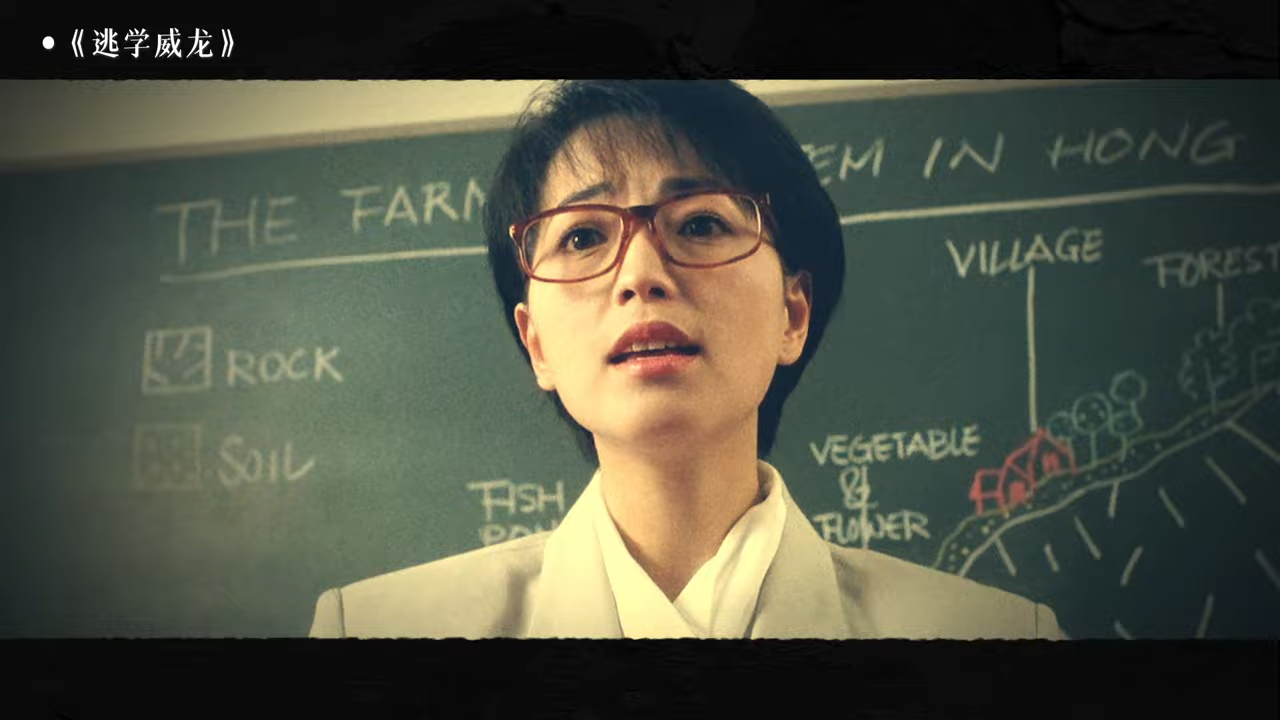 •《逃学威龙》
THE FARM EM IN HONG
VILLAGE
FOREST
ROCK
VEGETABLE
&
FLOWER
SOIL
FISH